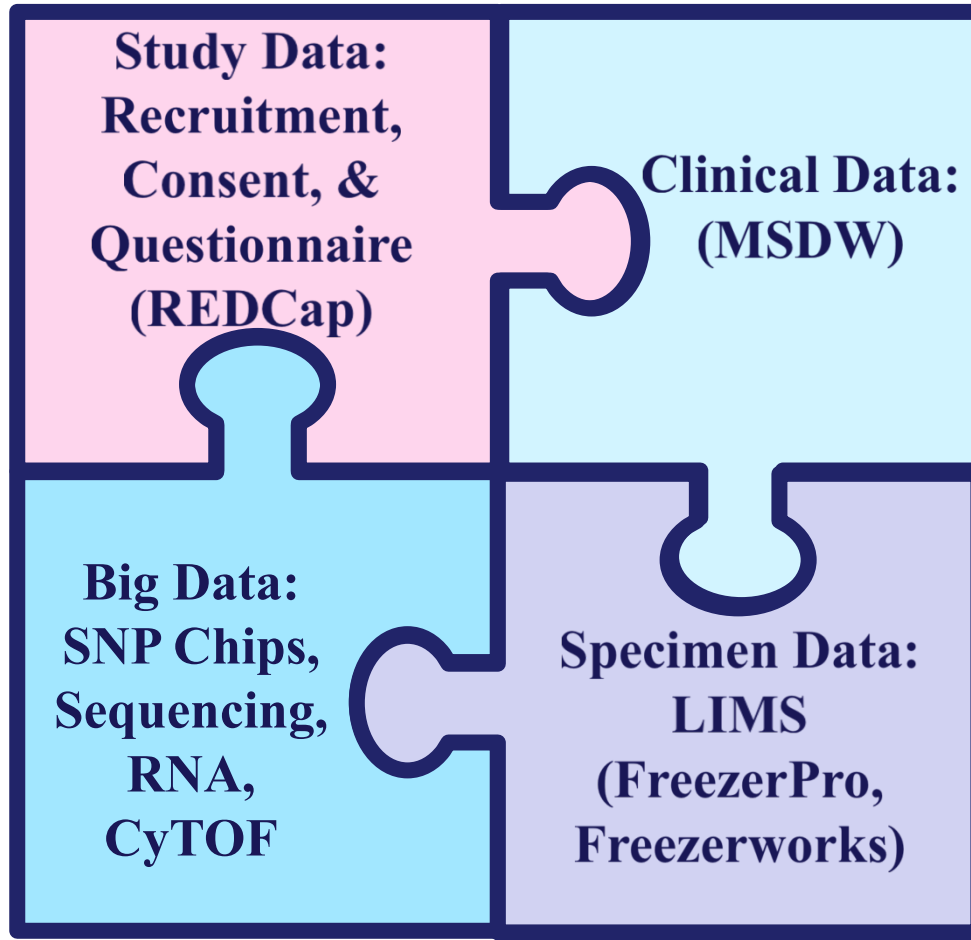 Study Data:
Recruitment,
Consent, &
Questionnaire
(REDCap)
Clinical Data:
(MSDW)
Big Data:
SNP Chips,
Sequencing,
RNA,
CyTOF
Specimen Data:
LIMS
(FreezerPro,
Freezerworks)